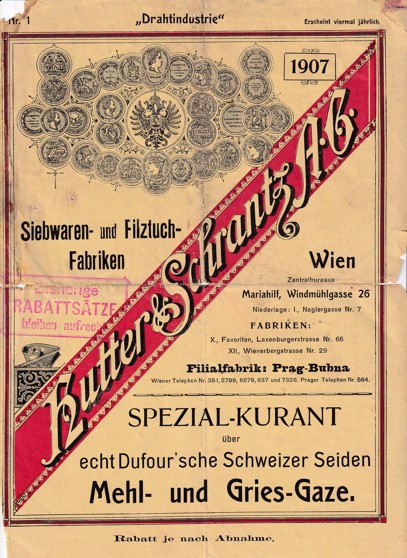 Nr. 1
„Drahtindustrie"
Erscheint viermal jährlich.
1907
Hutter & Schrantz A.G.
Siebwaren- und Filztuch-
Fabriken
Wien
Zentralbureaux
Mariahilf, Windmühlgasse 26
Niederlage: I., Naglergasse Nr. 7
FABRIKEN:
X., Favoriten, Laxenburgerstrasse Nr. 66
XII., Wienerbergstrasse Nr. 29
Filialfabrik: Prag-Bubna
Wiener Telephon Nr. 351, 2799, 6879, 637 und 7328. Prager Telephon Nr. 564.
Bisherige
RABATTSÄTZE
bleiben aufrecht
SPEZIAL-KURANT
über
echt Dufour'sche Schweizer Seiden
Mehl- und Gries-Gaze.
Rabatt je nach Abnahme.